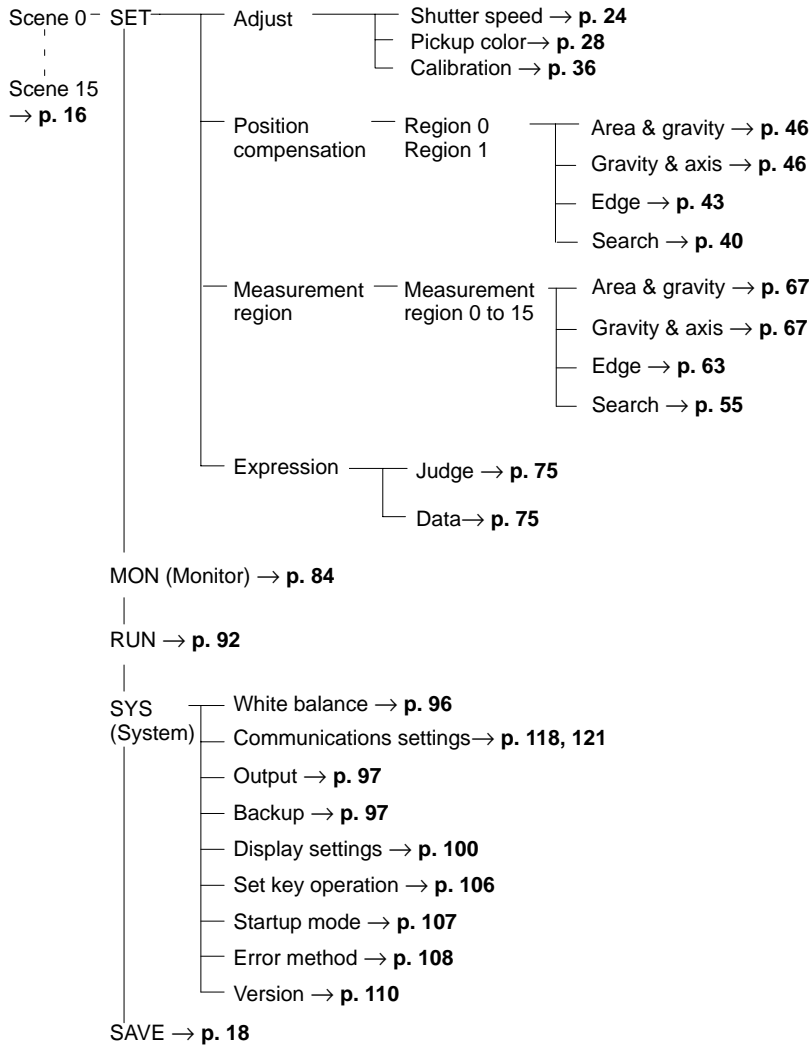 Scene 0 SET Adjust Shutter speed → p. 24
Pickup color→ p. 28
Calibration → p. 36
Scene 15
→ p. 16
Position compensation Region 0 Region 1 Area & gravity → p. 46
Gravity & axis → p. 46
Edge → p. 43
Search → p. 40
Measurement region Measurement region 0 to 15 Area & gravity → p. 67
Gravity & axis → p. 67
Edge → p. 63
Search → p. 55
Expression Judge → p. 75
Data→ p. 75
MON (Monitor) → p. 84
RUN → p. 92
SYS (System) White balance → p. 96
Communications settings→ p. 118, 121
Output → p. 97
Backup → p. 97
Display settings → p. 100
Set key operation → p. 106
Startup mode → p. 107
Error method → p. 108
Version → p. 110
SAVE → p. 18